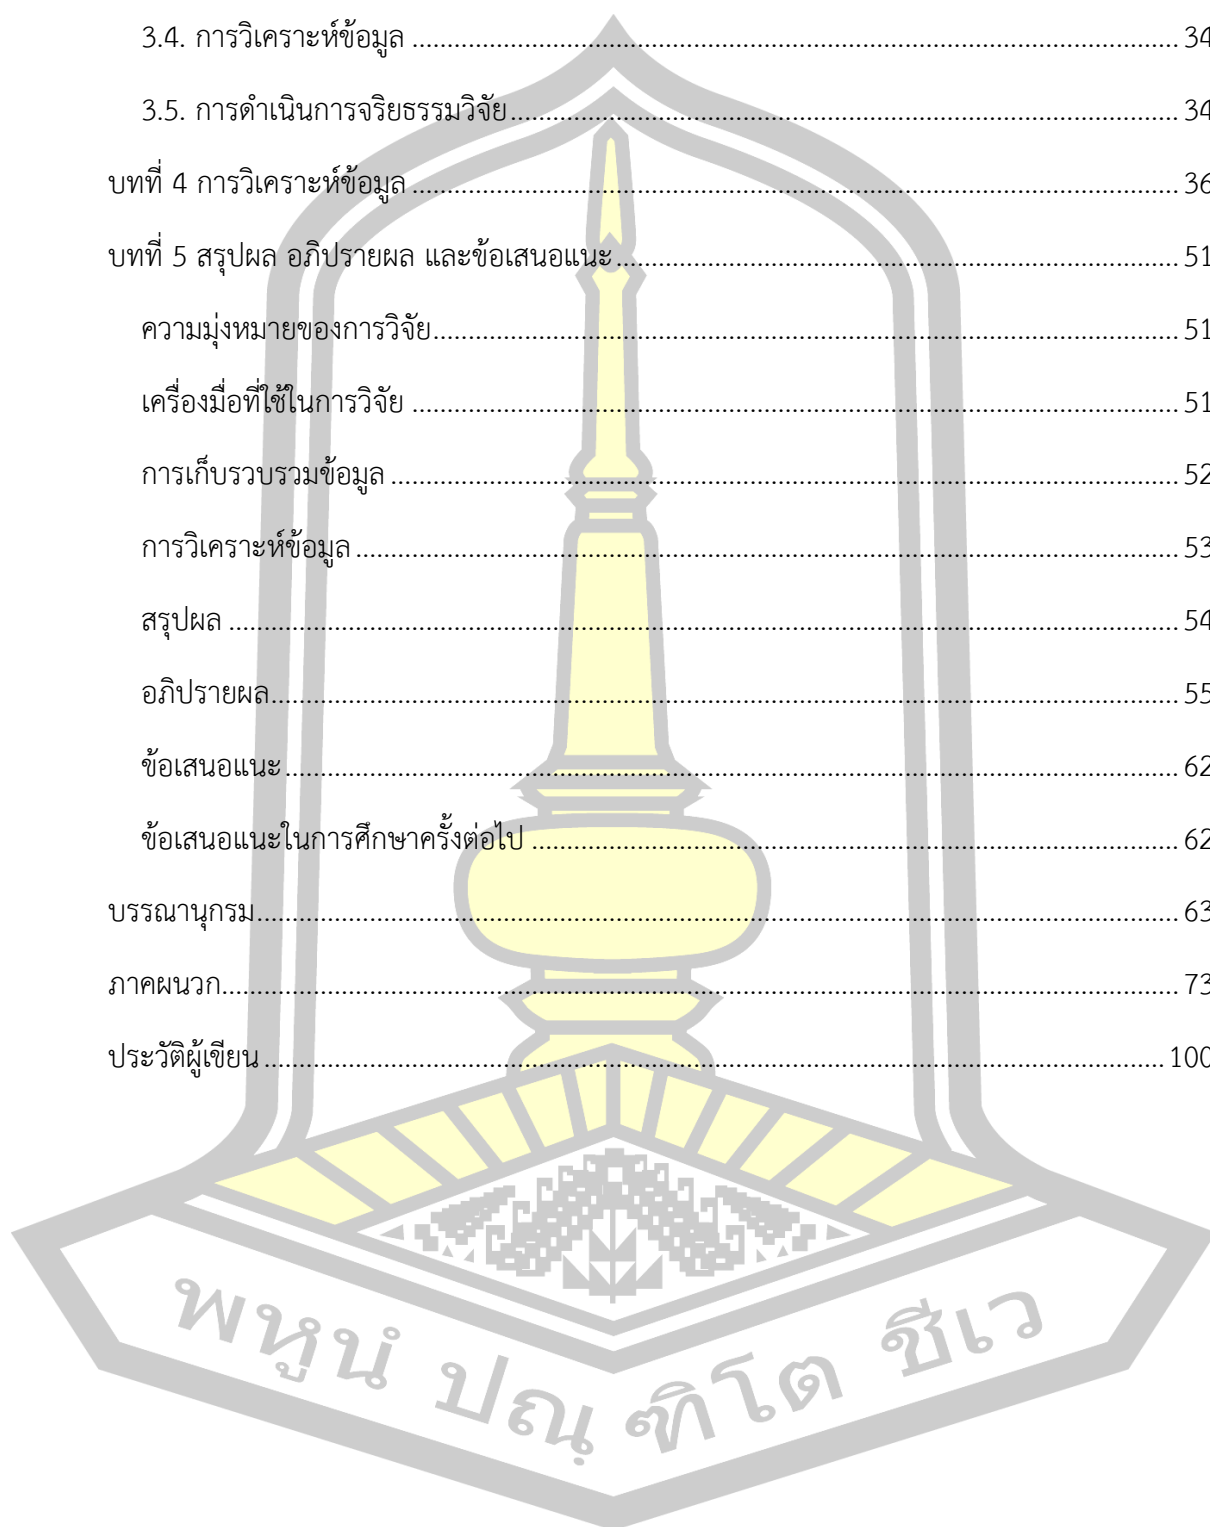 3.4. การวิเคราะห์ข้อมูล .......... 34
3.5. การดำเนินการจริยธรรมวิจัย .......... 34
บทที่ 4 การวิเคราะห์ข้อมูล .......... 36
บทที่ 5 สรุปผล อภิปรายผล และข้อเสนอแนะ .......... 51
ความมุ่งหมายของการวิจัย .......... 51
เครื่องมือที่ใช้ในการวิจัย .......... 51
การเก็บรวบรวมข้อมูล .......... 52
การวิเคราะห์ข้อมูล .......... 53
สรุปผล .......... 54
อภิปรายผล .......... 55
ข้อเสนอแนะ .......... 62
ข้อเสนอแนะในการศึกษาครั้งต่อไป .......... 62
บรรณานุกรม .......... 63
ภาคผนวก .......... 73
ประวัติผู้เขียน .......... 100
พหูนํ ปณฺฑิโต ชีเว